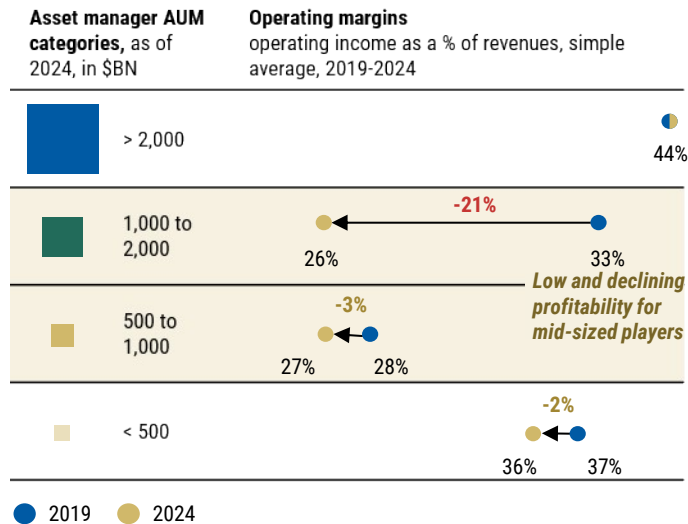 Asset manager AUM
categories, as of
2024, in $BN
Operating margins
operating income as a % of revenues, simple
average, 2019-2024
> 2,000
44%
1,000 to
2,000
-21%
26%
33%
Low and declining
profitability for
mid-sized players
500 to
1,000
-3%
27%
28%
< 500
-2%
36%
37%
2019
2024